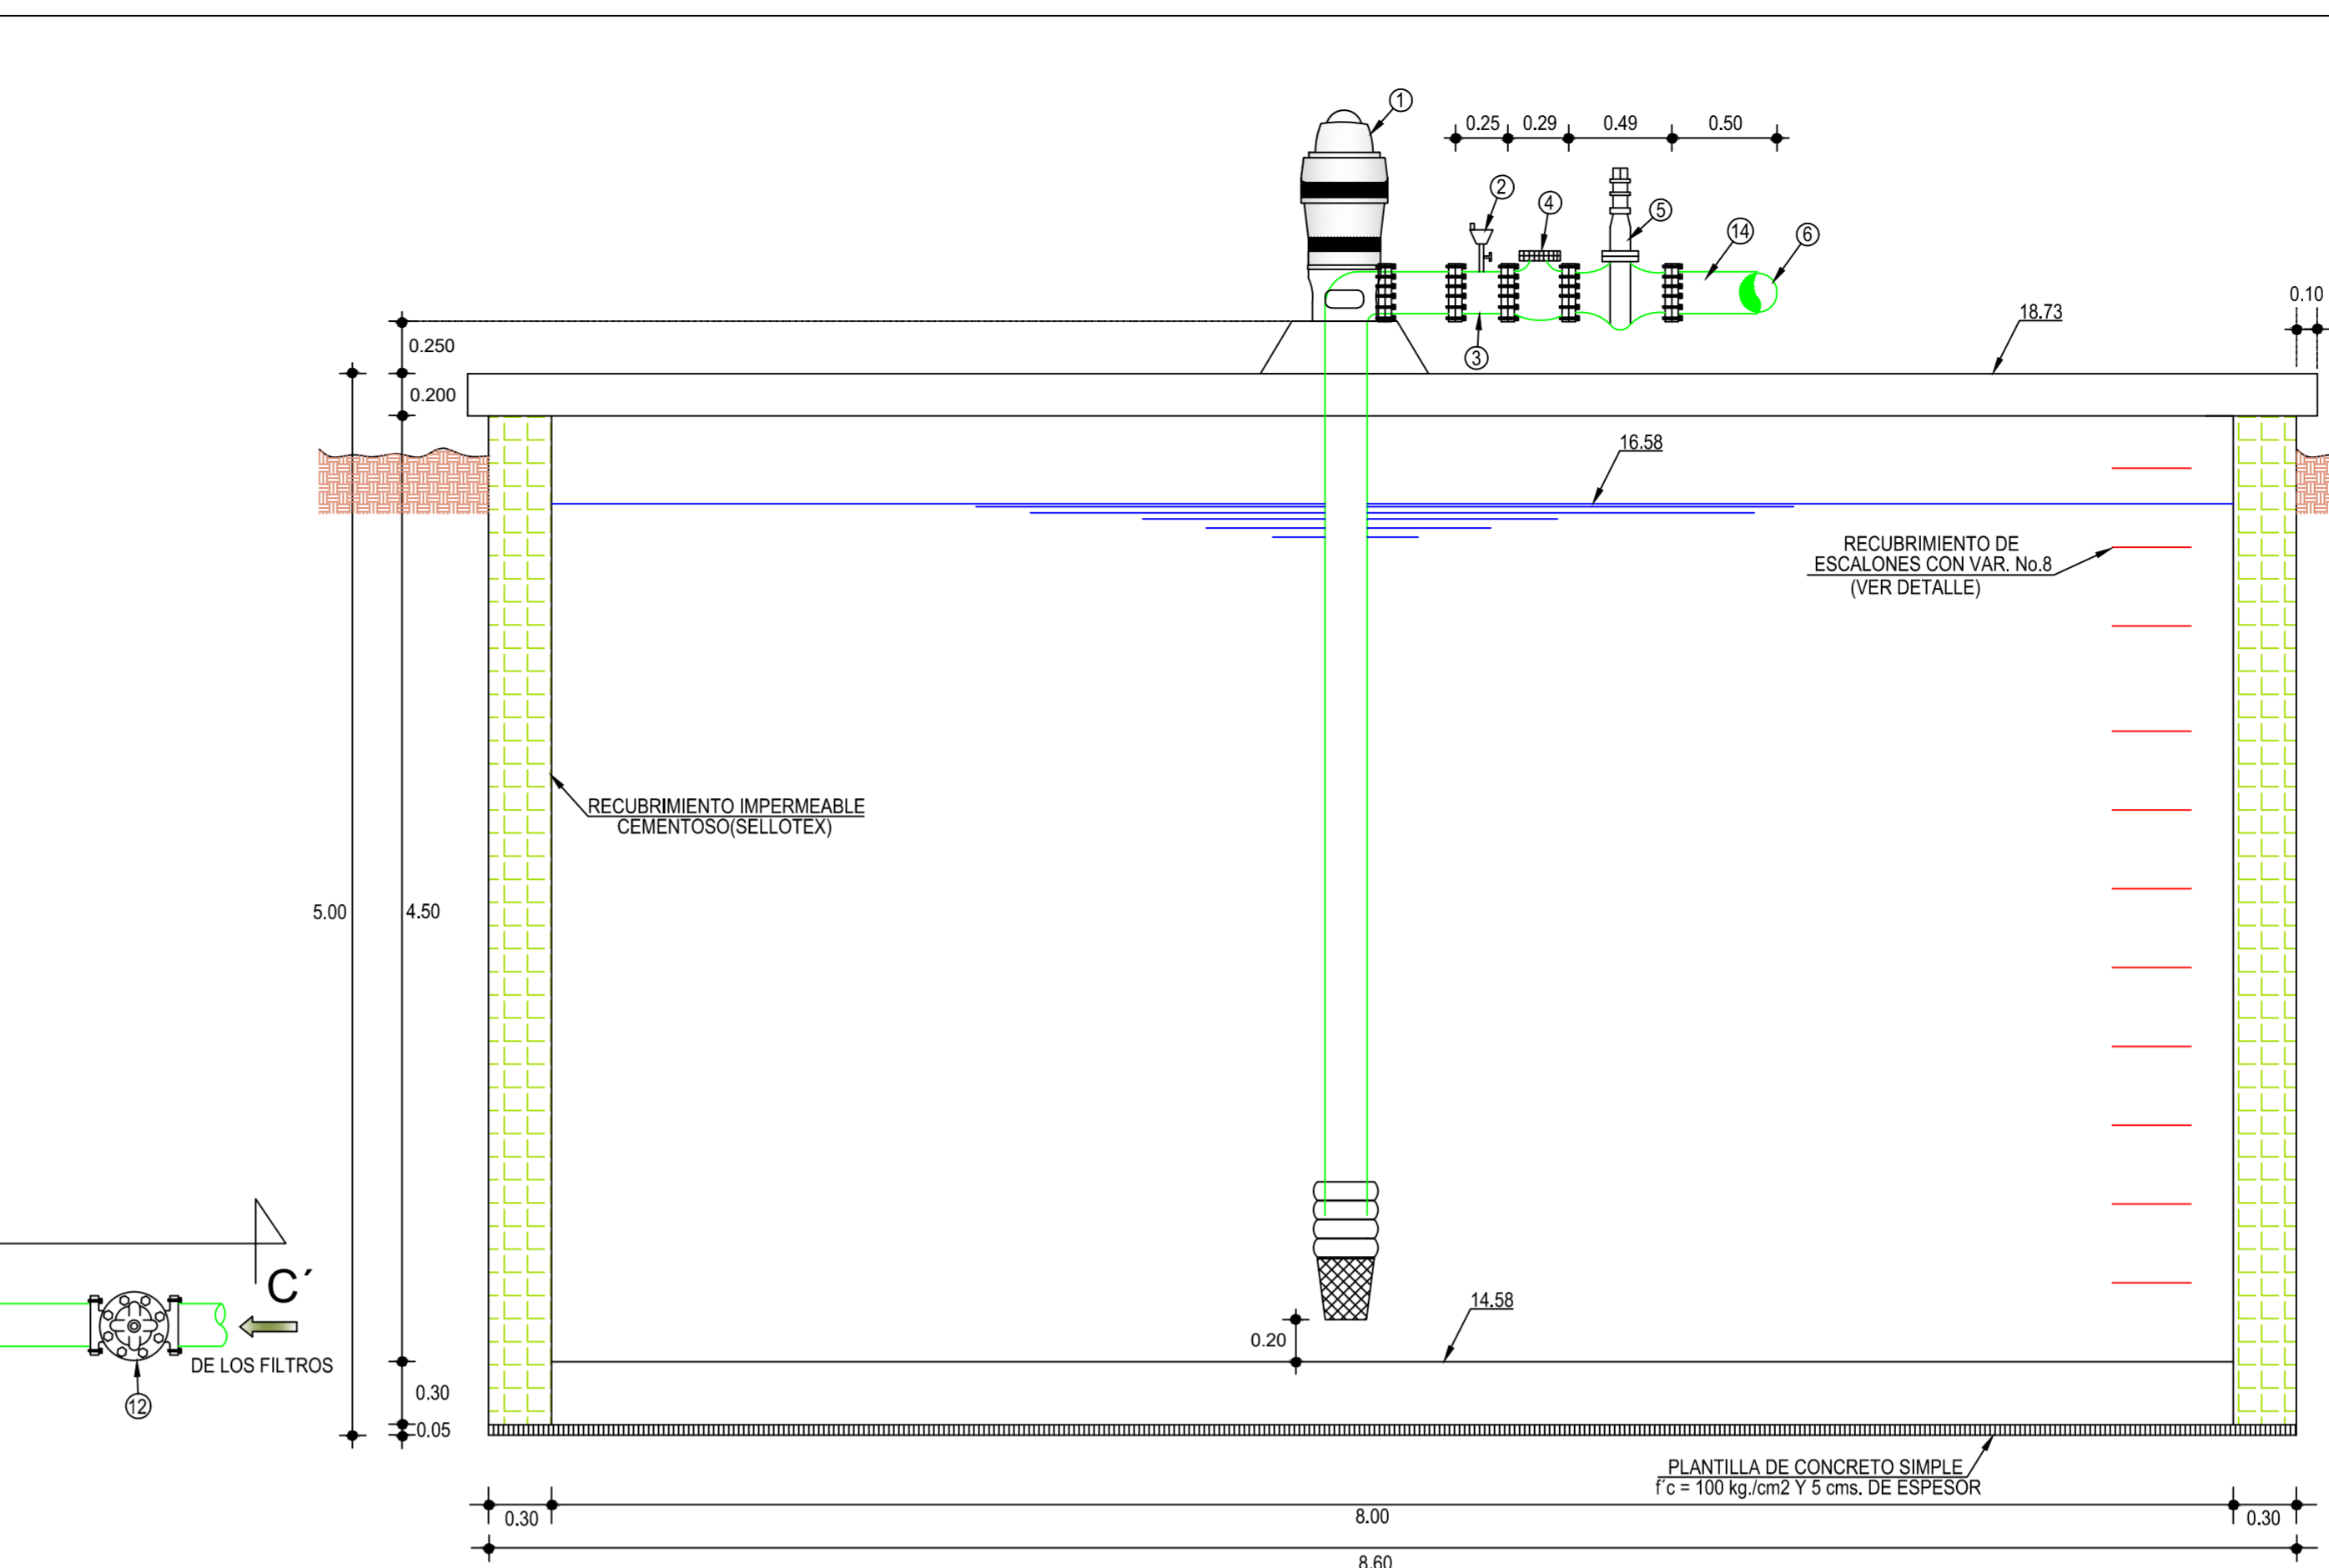 1
0.25 0.29 0.49 0.50
2
4
5
14
6
3
0.10
18.73
0.250
0.200
16.58
RECUBRIMIENTO DE
ESCALONES CON VAR. No.8
(VER DETALLE)
RECUBRIMIENTO IMPERMEABLE
CEMENTOSO(SELLOTEX)
5.00
4.50
C´
DE LOS FILTROS
12
14.58
0.20
0.30
0.05
PLANTILLA DE CONCRETO SIMPLE
f´c = 100 kg./cm2 Y 5 cms. DE ESPESOR
0.30 8.00 0.30
8.60